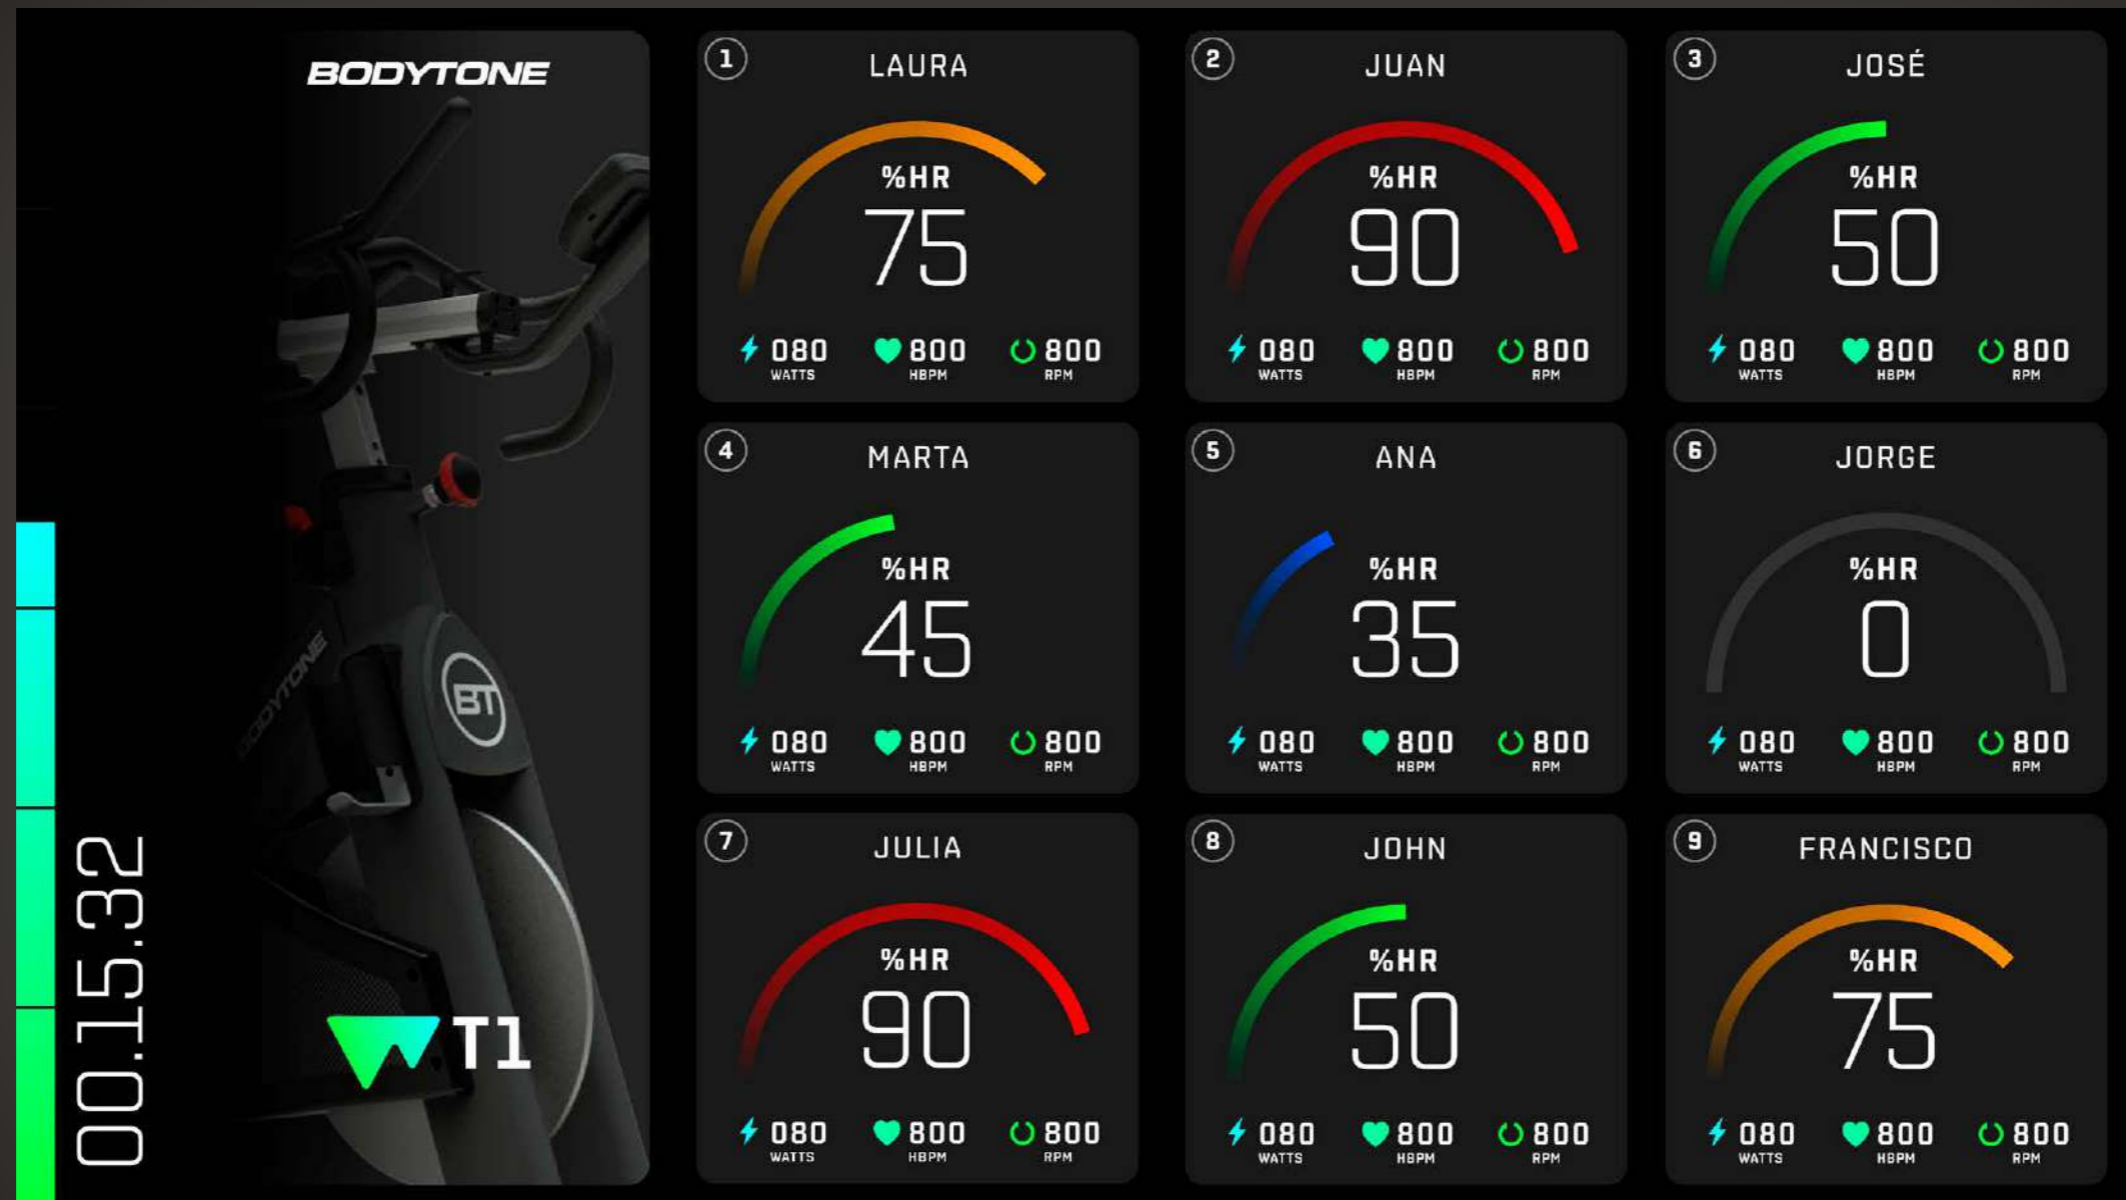 BODYTONE
BODYTONE
BT
T1
00.15.32
1
LAURA
%HR
75
080 800 800
WATTS HBPM RPM
2
JUAN
%HR
90
080 800 800
WATTS HBPM RPM
3
JOSÉ
%HR
50
080 800 800
WATTS HBPM RPM
4
MARTA
%HR
45
080 800 800
WATTS HBPM RPM
5
ANA
%HR
35
080 800 800
WATTS HBPM RPM
6
JORGE
%HR
0
080 800 800
WATTS HBPM RPM
7
JULIA
%HR
90
080 800 800
WATTS HBPM RPM
8
JOHN
%HR
50
080 800 800
WATTS HBPM RPM
9
FRANCISCO
%HR
75
080 800 800
WATTS HBPM RPM